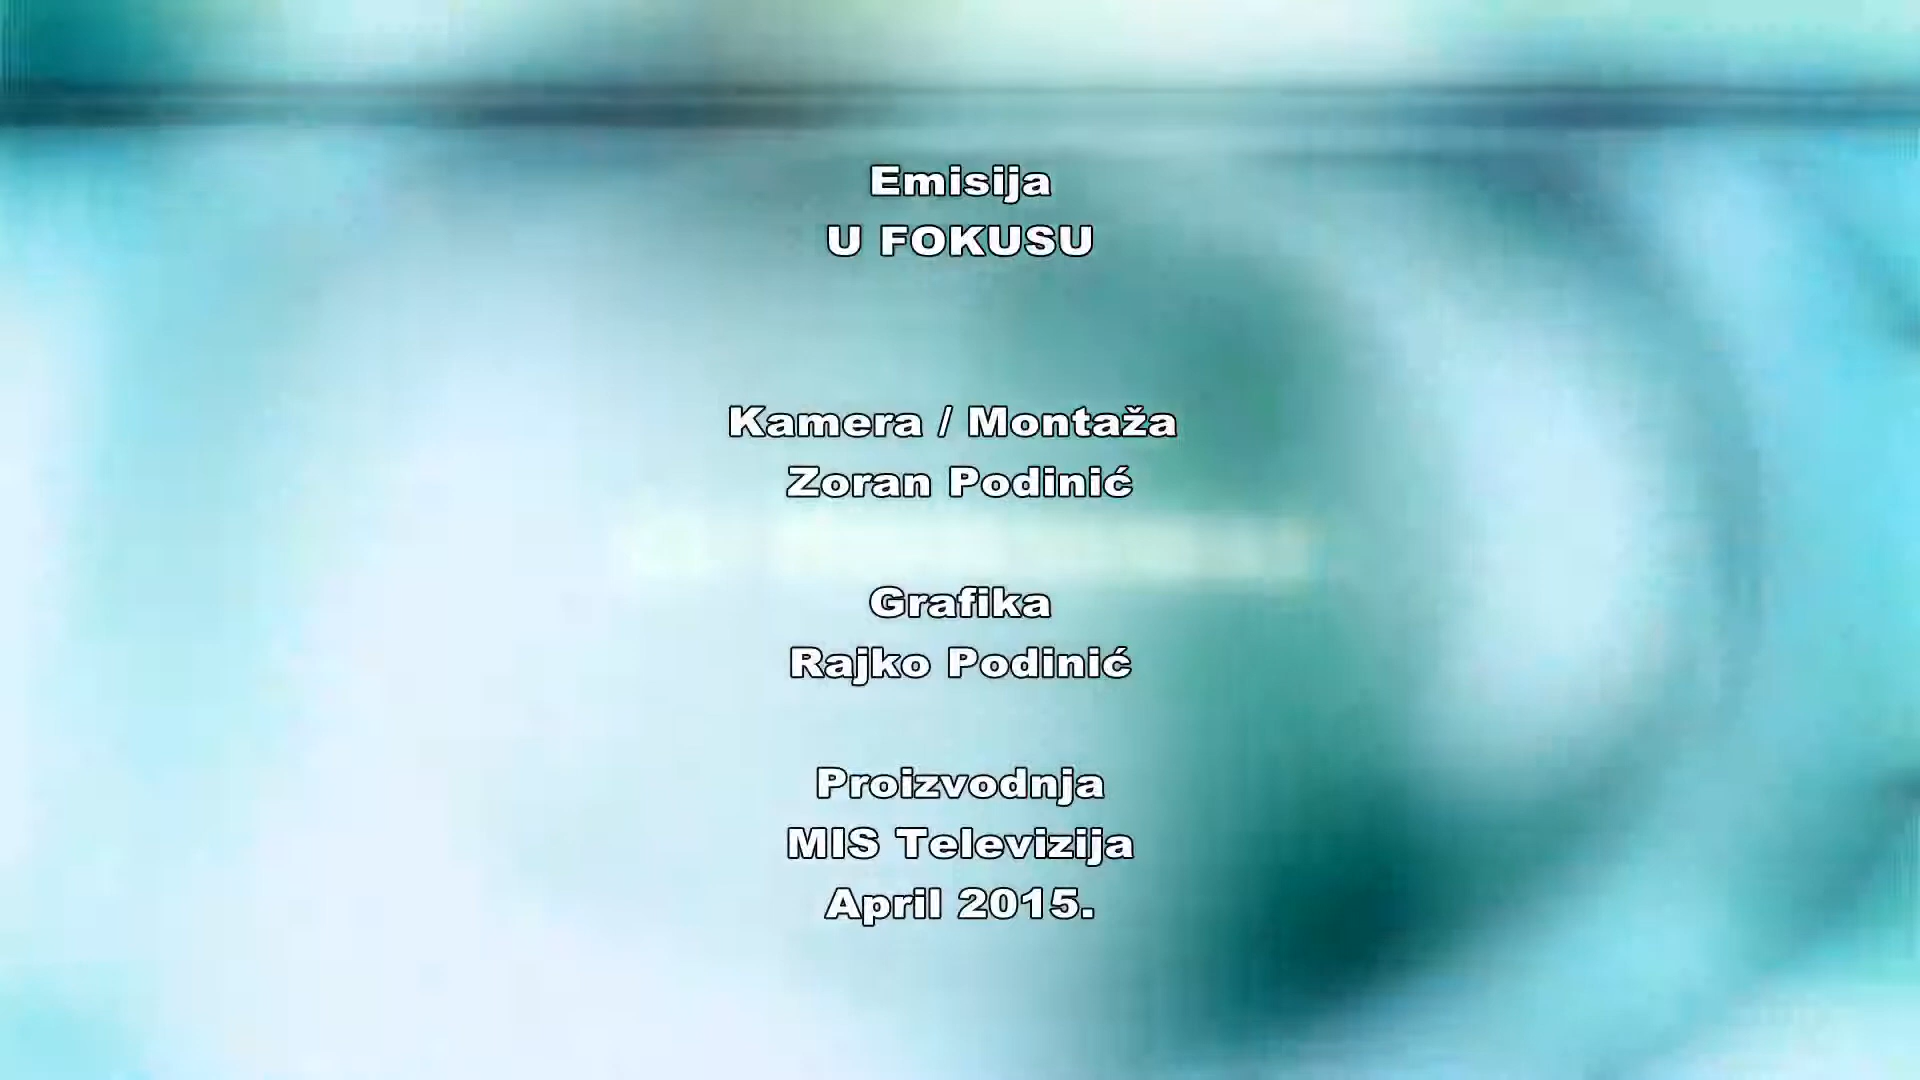 Emisija
U FOKUSU
Kamera / Montaža
Zoran Podinić
Grafika
Rajko Podinić
Proizvodnja
MIS Televizija
April 2015.